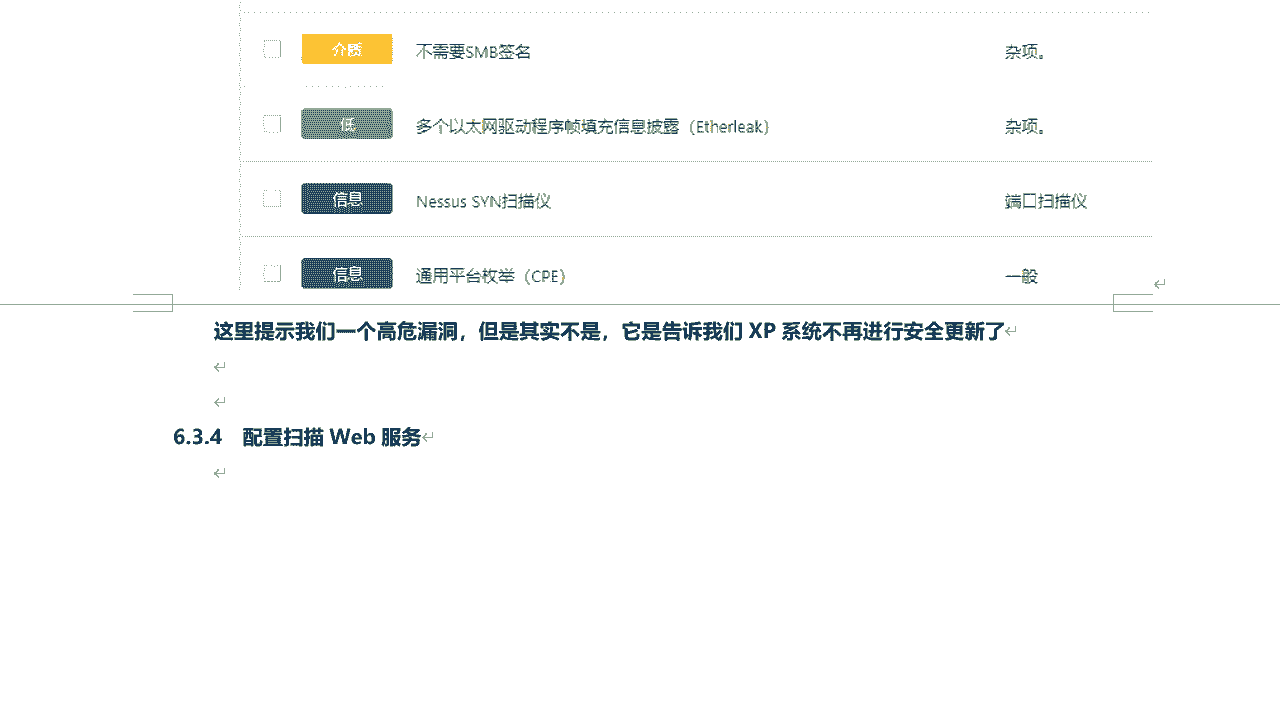 介质 不需要SMB签名 杂项。
低 多个以太网驱动程序帧填充信息披露（Etherleak） 杂项。
信息 Nessus SYN扫描仪 端口扫描仪
信息 通用平台枚举（CPE） 一般
这里提示我们一个高危漏洞，但是其实不是，它是告诉我们 XP 系统不再进行安全更新了
6.3.4 配置扫描 Web 服务